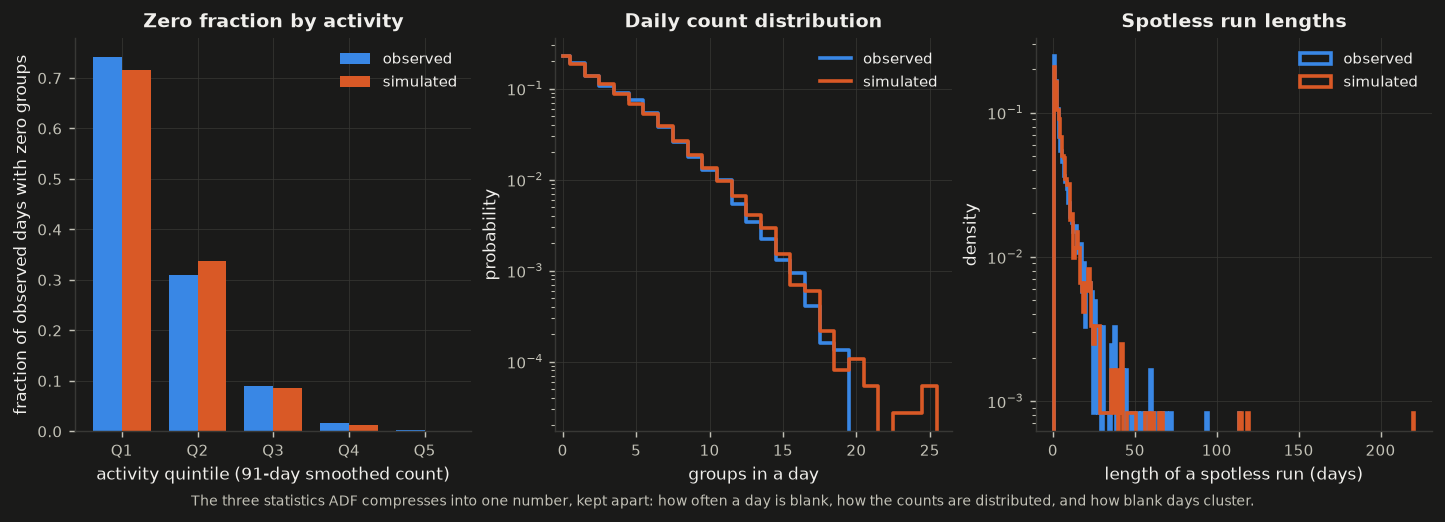 Zero fraction by activity
fraction of observed days with zero groups
0.7
0.6
0.5
0.4
0.3
0.2
0.1
0.0
observed
simulated
Q1 Q2 Q3 Q4 Q5
activity quintile (91-day smoothed count)
Daily count distribution
probability
10⁻¹
10⁻²
10⁻³
10⁻⁴
observed
simulated
0 5 10 15 20 25
groups in a day
Spotless run lengths
density
10⁻¹
10⁻²
10⁻³
observed
simulated
0 50 100 150 200
length of a spotless run (days)
The three statistics ADF compresses into one number, kept apart: how often a day is blank, how the counts are distributed, and how blank days cluster.